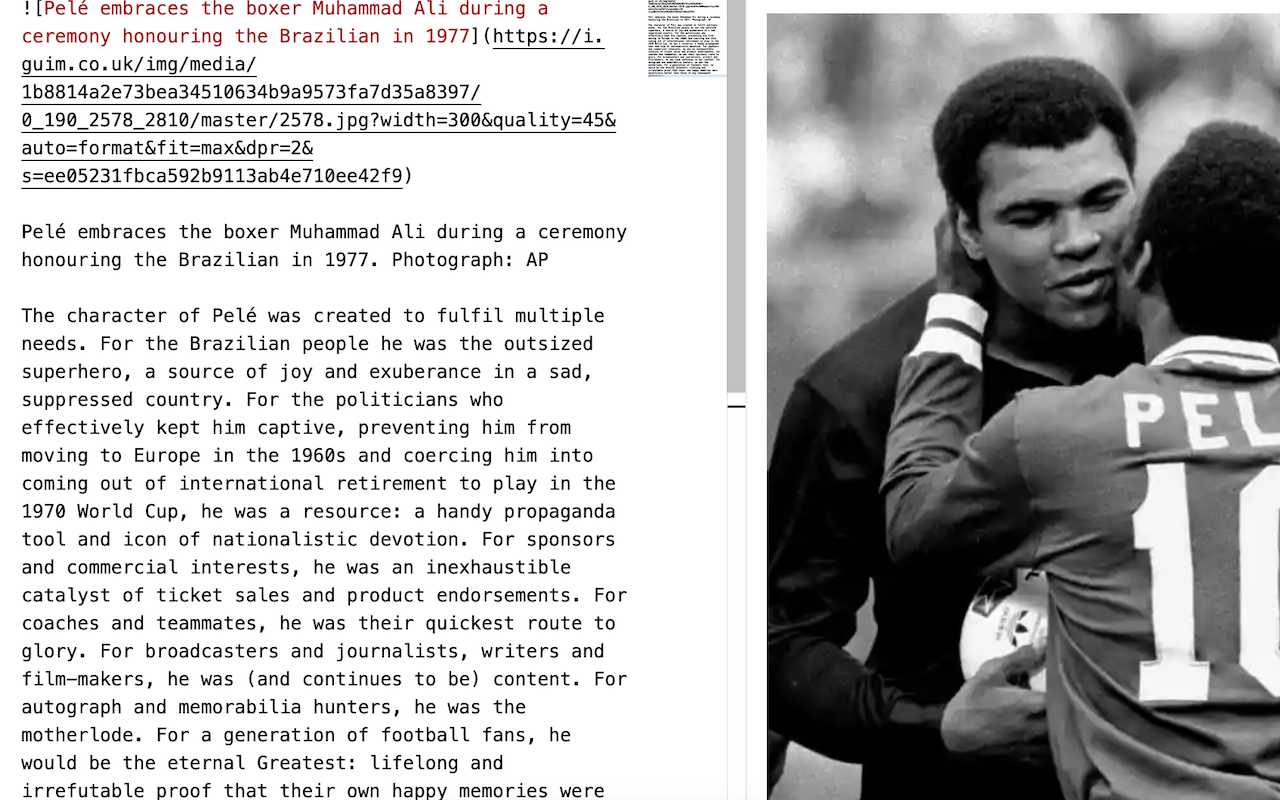 ![Pelé embraces the boxer Muhammad Ali during a
ceremony honouring the Brazilian in 1977](https://i.
guim.co.uk/img/media/
1b8814a2e73bea34510634b9a9573fa7d35a8397/
0_190_2578_2810/master/2578.jpg?width=300&quality=45&
auto=format&fit=max&dpr=2&
s=ee05231fbca592b9113ab4e710ee42f9)
Pelé embraces the boxer Muhammad Ali during a ceremony
honouring the Brazilian in 1977. Photograph: AP
The character of Pelé was created to fulfil multiple
needs. For the Brazilian people he was the outsized
superhero, a source of joy and exuberance in a sad,
suppressed country. For the politicians who
effectively kept him captive, preventing him from
moving to Europe in the 1960s and coercing him into
coming out of international retirement to play in the
1970 World Cup, he was a resource: a handy propaganda
tool and icon of nationalistic devotion. For sponsors
and commercial interests, he was an inexhaustible
catalyst of ticket sales and product endorsements. For
coaches and teammates, he was their quickest route to
glory. For broadcasters and journalists, writers and
film-makers, he was (and continues to be) content. For
autograph and memorabilia hunters, he was the
motherlode. For a generation of football fans, he
would be the eternal Greatest: lifelong and
irrefutable proof that their own happy memories were
PEL
10